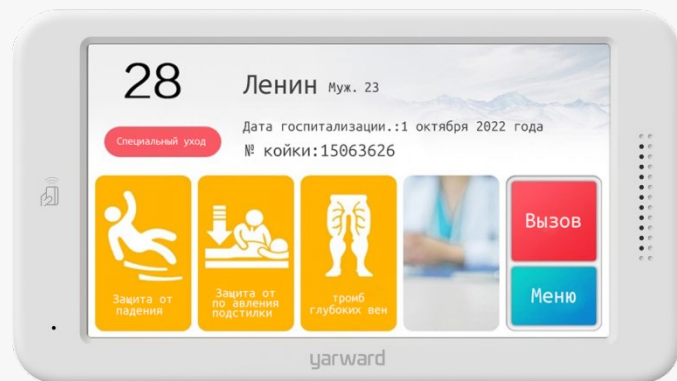 28
Ленин Муж. 23
Дата госпитализации.:1 октября 2022 года
Специальный уход
№ койки:15063626
Защита от
падения
Защита от
по авления
подстилки
тромб
глубоких вен
Вызов
Меню
yarward